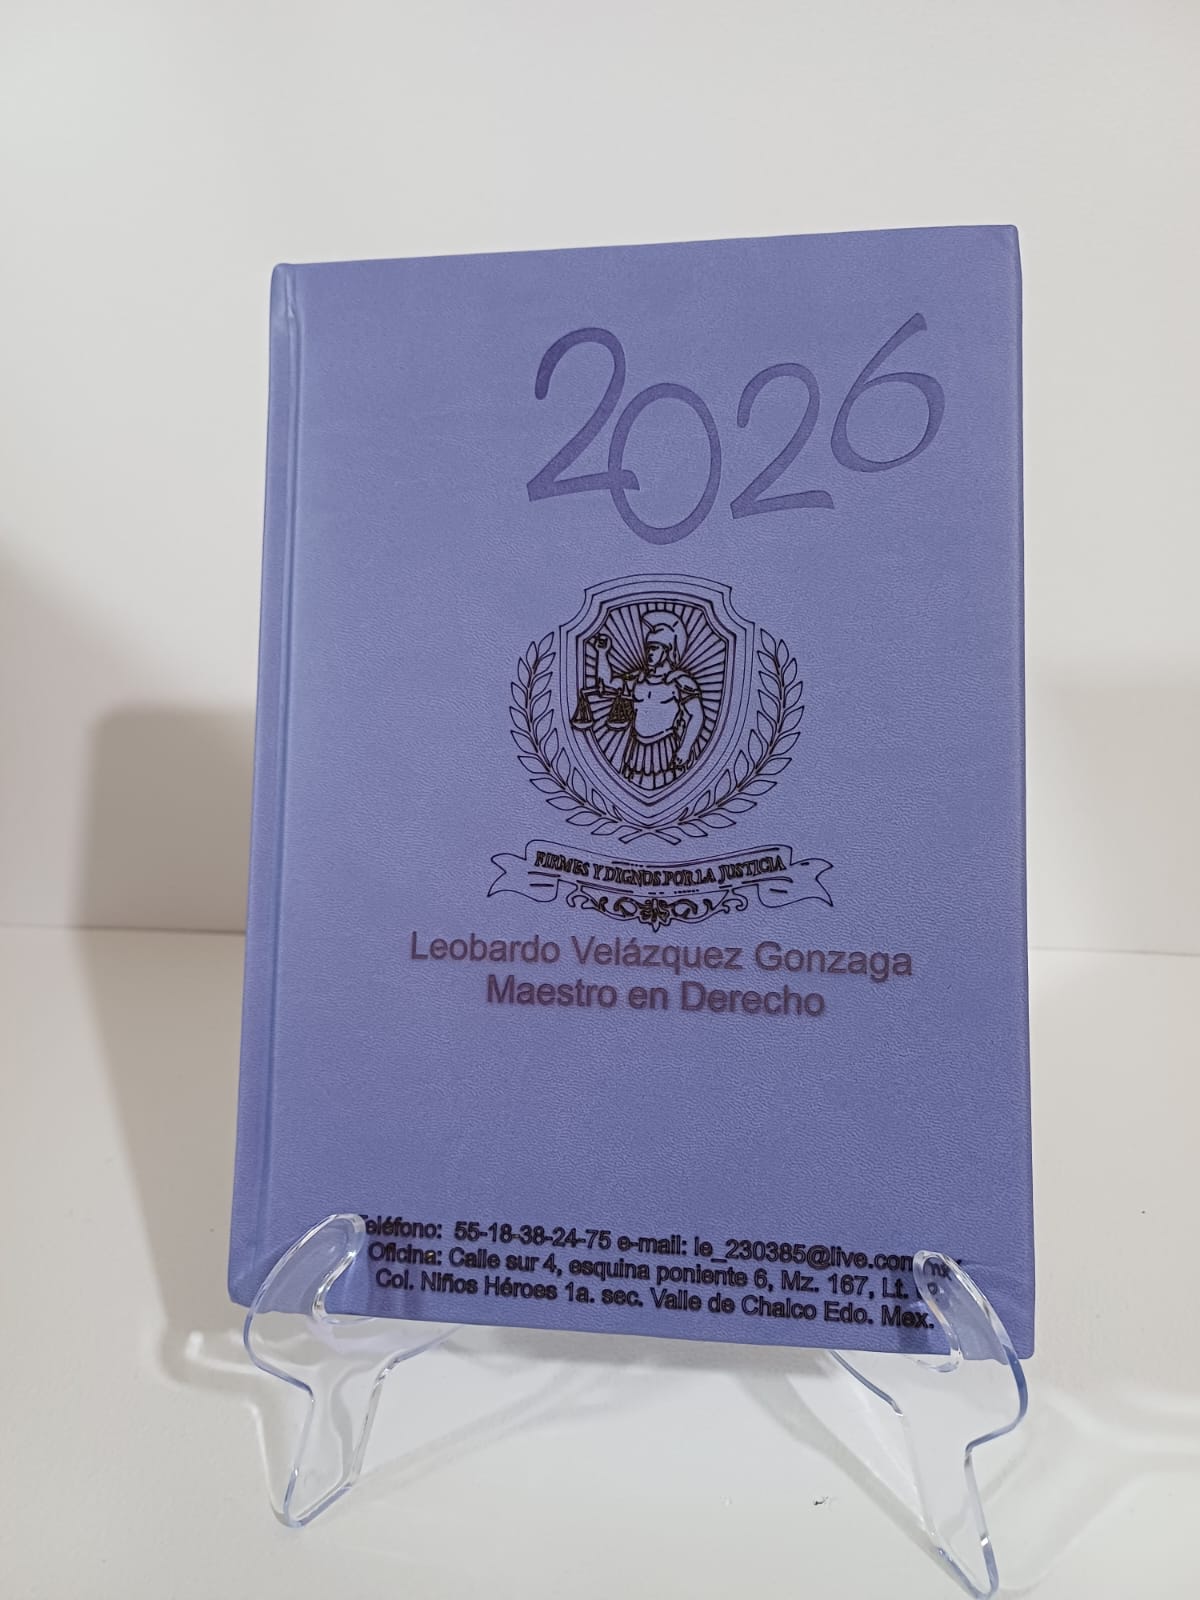 2026
FIRMES Y DIGNOS POR LA JUSTICIA
Leobardo Velázquez Gonzaga
Maestro en Derecho
Teléfono: 55-18-38-24-75 e-mail: le_230385@live.com.mx
Oficina: Calle sur 4, esquina poniente 6, Mz. 167, Lt.
Col. Niños Héroes 1a. sec. Valle de Chalco Edo. Mex.